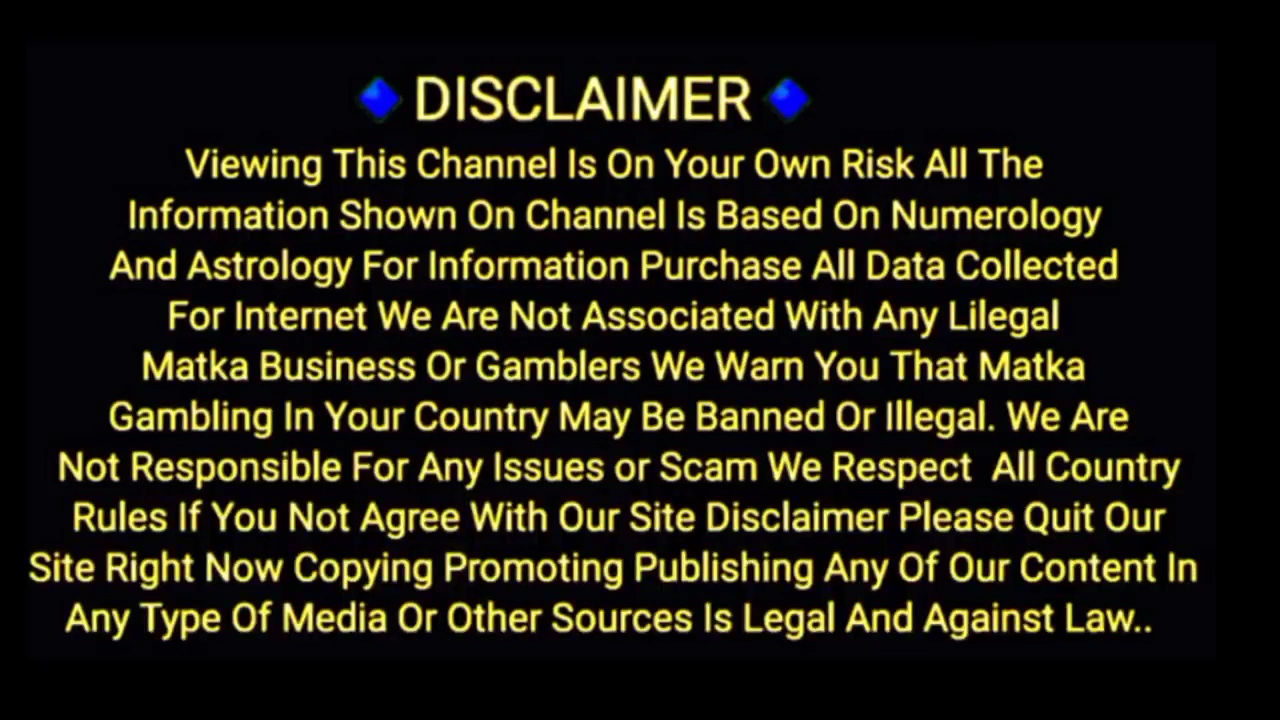 🔹DISCLAIMER🔹
Viewing This Channel Is On Your Own Risk All The
Information Shown On Channel Is Based On Numerology
And Astrology For Information Purchase All Data Collected
For Internet We Are Not Associated With Any Lilegal
Matka Business Or Gamblers We Warn You That Matka
Gambling In Your Country May Be Banned Or Illegal. We Are
Not Responsible For Any Issues or Scam We Respect  All Country
Rules If You Not Agree With Our Site Disclaimer Please Quit Our
Site Right Now Copying Promoting Publishing Any Of Our Content In
Any Type Of Media Or Other Sources Is Legal And Against Law..